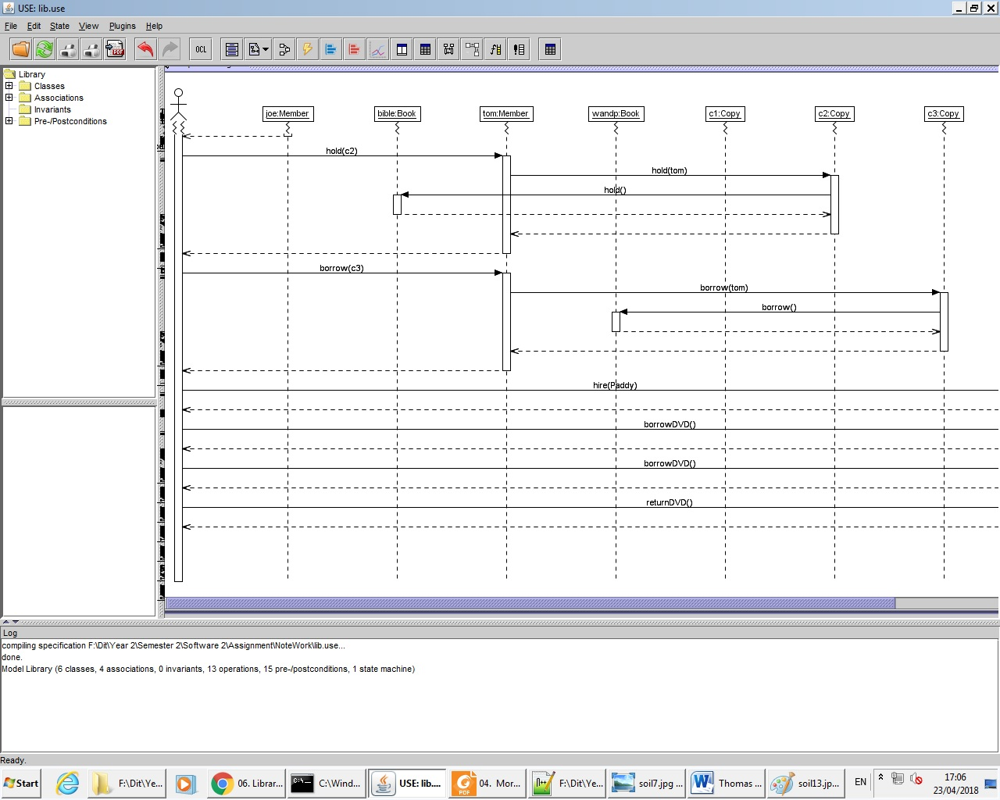 USE: lib.use
File Edit State View Plugins Help
OCL
PDF
Library
Classes
Associations
Invariants
Pre-/Postconditions
joe:Member bible:Book tom:Member wandp:Book c1:Copy c2:Copy c3:Copy
hold(c2)
hold(tom)
hold()
borrow(c3)
borrow(tom)
borrow()
hire(Paddy)
borrowDVD()
borrowDVD()
returnDVD()
Log
compiling specification F:\Dit\Year 2\Semester 2\Software 2\Assignment\NoteWork\lib.use...
done.
Model Library (6 classes, 4 associations, 0 invariants, 13 operations, 15 pre-/postconditions, 1 state machine)
Ready.
Start F:\Dit\Ye... 06. Librar... C:\Wind... USE: lib.... 04. Mor... F:\Dit\Ye... soil7.jpg ... Thomas ... soil13.jp... EN 17:06
23/04/2018